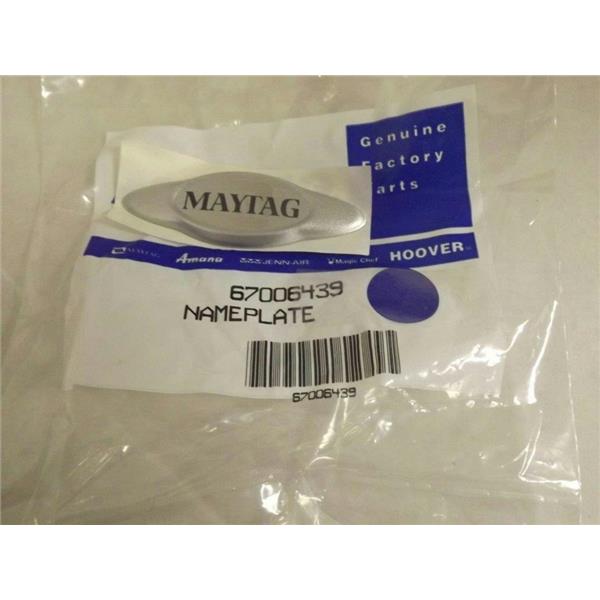 Genuine
Factory
Parts
MAYTAG
MAYTAG Amana JENN-AIR Magic Chef HOOVER
67006439
NAMEPLATE
67006439